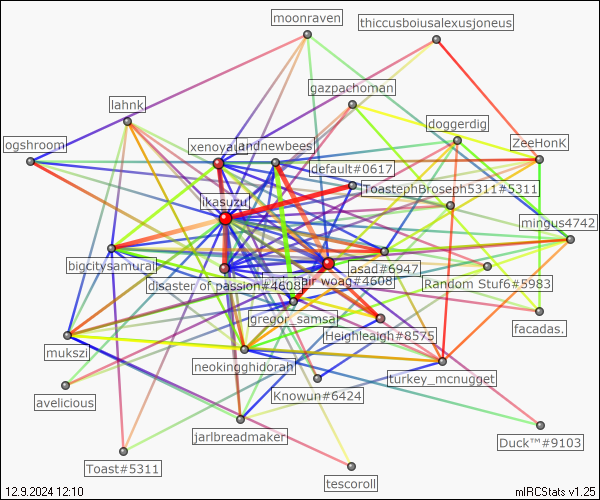 moonraven
thiccusboiusalexusjoneus
gazpachoman
lahnk
doggerdig
ogshroom
andnewbees
ZeeHonK
default#0617
ToastephBroseph5311#5311
ikasuzu
mingus4742
bigcitysamurai
asad#6947
disaster of passion#4608
woag#4608
Random Stuf6#5983
facadas.
gregor_samsa
Heighleaigh#8575
mukszi
neokingghidorah
turkey_mcnugget
Knowun#6424
avelicious
jarlbreadmaker
Duck™#9103
Toast#5311
tescoroll
12.9.2024 12:10
mIRCStats v1.25